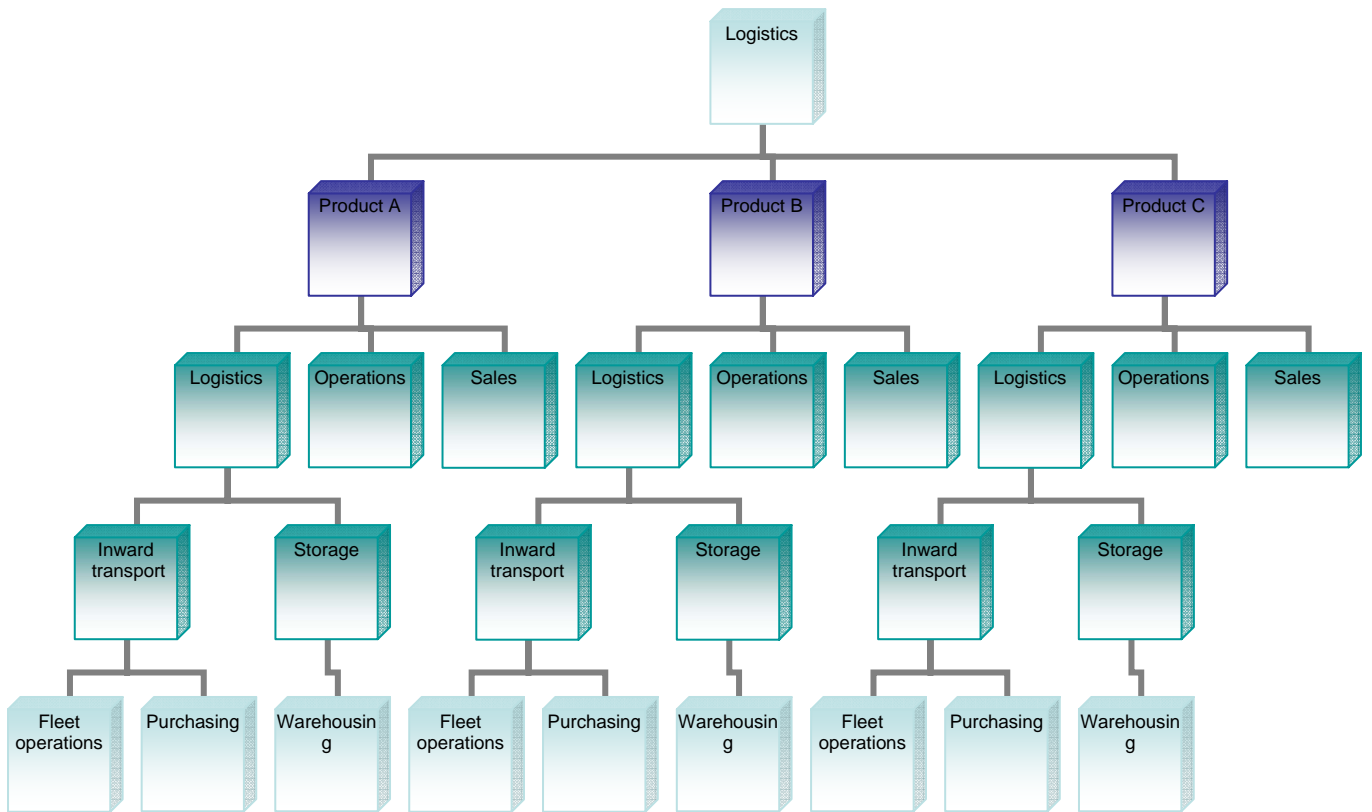 Logistics
Product A
Product B
Product C
Logistics
Operations
Sales
Logistics
Operations
Sales
Logistics
Operations
Sales
Inward
transport
Storage
Inward
transport
Storage
Inward
transport
Storage
Fleet
operations
Purchasing
Warehousin
g
Fleet
operations
Purchasing
Warehousin
g
Fleet
operations
Purchasing
Warehousin
g